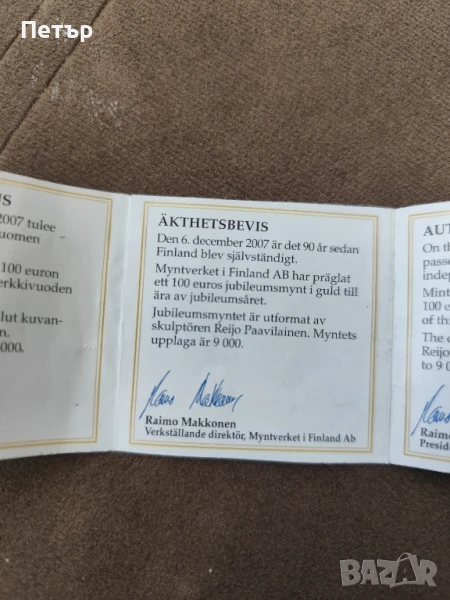 Петър
US
2007 tulee
uomen
100 euron
erkkivuoden
lut kuvan-
n.
000.
ÄKTHETSBEVIS
Den 6. december 2007 är det 90 år sedan
Finland blev självständigt.
Myntverket i Finland AB har präglat
ett 100 euros jubileumsmynt i guld till
ära av jubileumsåret.
Jubileumsmyntet är utformat av
skulptören Reijo Paavilainen. Myntets
upplaga är 9 000.
Raimo Makkonen
Verkställande direktör, Myntverket i Finland Ab
AUT
On th
passe
indep
Mint
100 e
of thi
The c
Reijo
to 9 0
Raimo
Presid
BAZAR